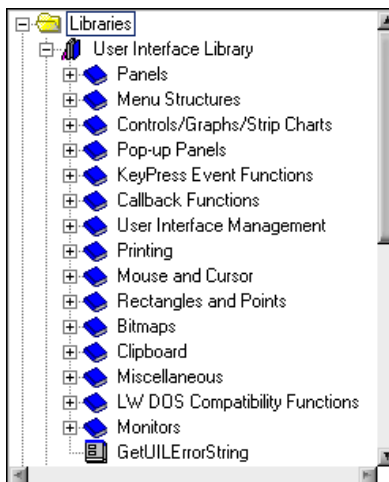 Libraries
User Interface Library
Panels
Menu Structures
Controls/Graphs/Strip Charts
Pop-up Panels
KeyPress Event Functions
Callback Functions
User Interface Management
Printing
Mouse and Cursor
Rectangles and Points
Bitmaps
Clipboard
Miscellaneous
LW DOS Compatibility Functions
Monitors
GetUILErrorString